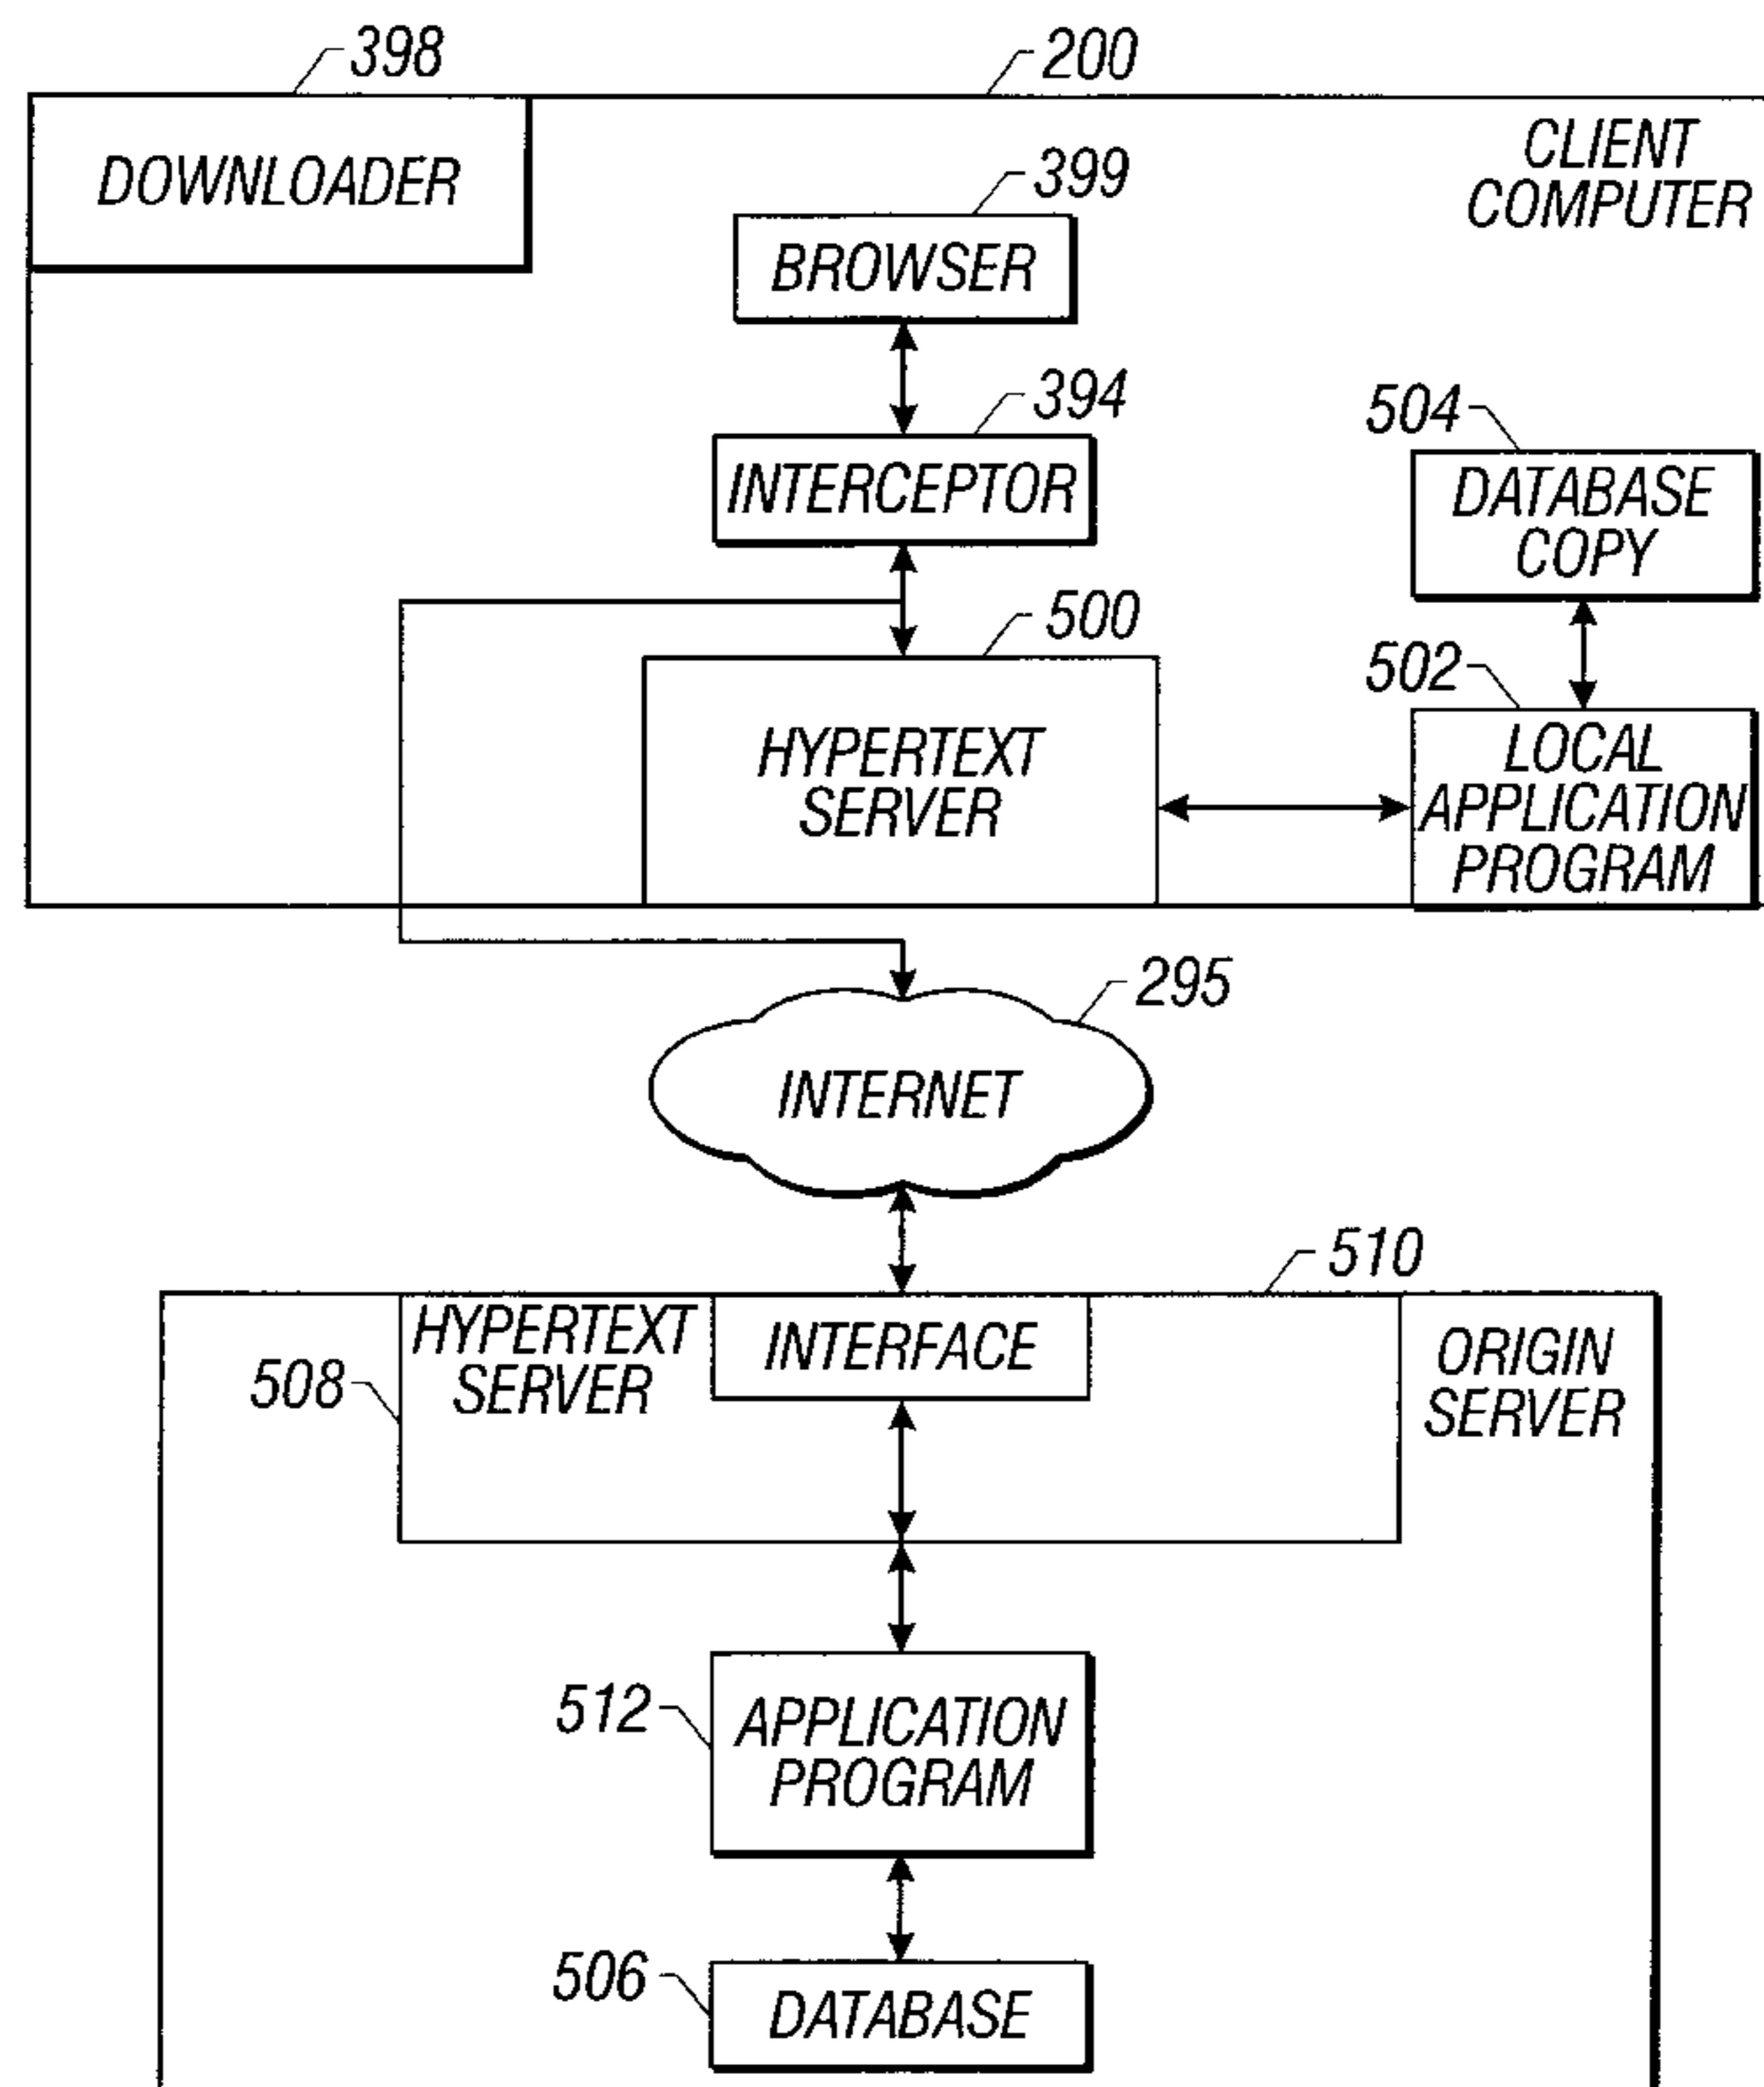 398
200
DOWNLOADER
CLIENT
COMPUTER
399
BROWSER
394
INTERCEPTOR
504
DATABASE
COPY
500
HYPERTEXT
SERVER
502
LOCAL
APPLICATION
PROGRAM
295
INTERNET
510
HYPERTEXT
SERVER
INTERFACE
ORIGIN
SERVER
508
512
APPLICATION
PROGRAM
506
DATABASE